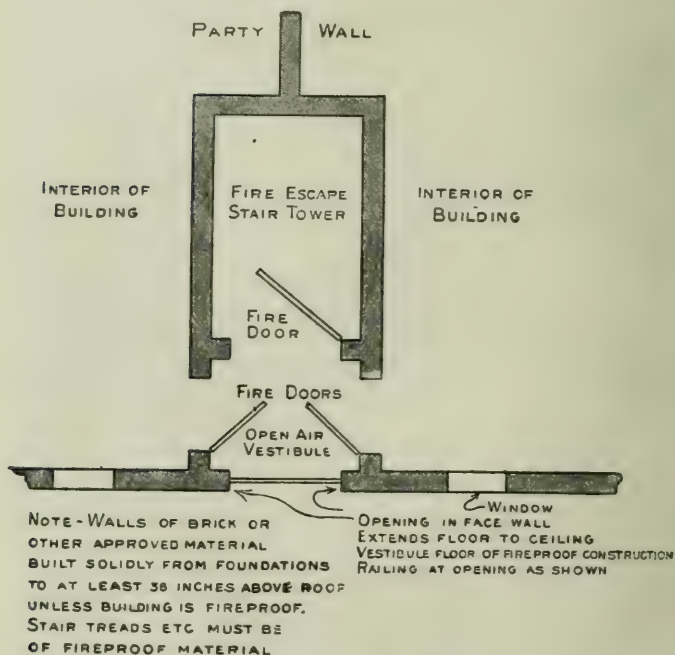 PARTY WALL
INTERIOR OF
BUILDING
FIRE ESCAPE
STAIR TOWER
INTERIOR OF
BUILDING
FIRE
DOOR
FIRE DOORS
OPEN AIR
VESTIBULE
NOTE - WALLS OF BRICK OR
OTHER APPROVED MATERIAL
BUILT SOLIDLY FROM FOUNDATIONS
TO AT LEAST 36 INCHES ABOVE ROOF
UNLESS BUILDING IS FIREPROOF.
STAIR TREADS ETC MUST BE
OF FIREPROOF MATERIAL
WINDOW
OPENING IN FACE WALL
EXTENDS FLOOR TO CEILING
VESTIBULE FLOOR OF FIREPROOF CONSTRUCTION
RAILING AT OPENING AS SHOWN